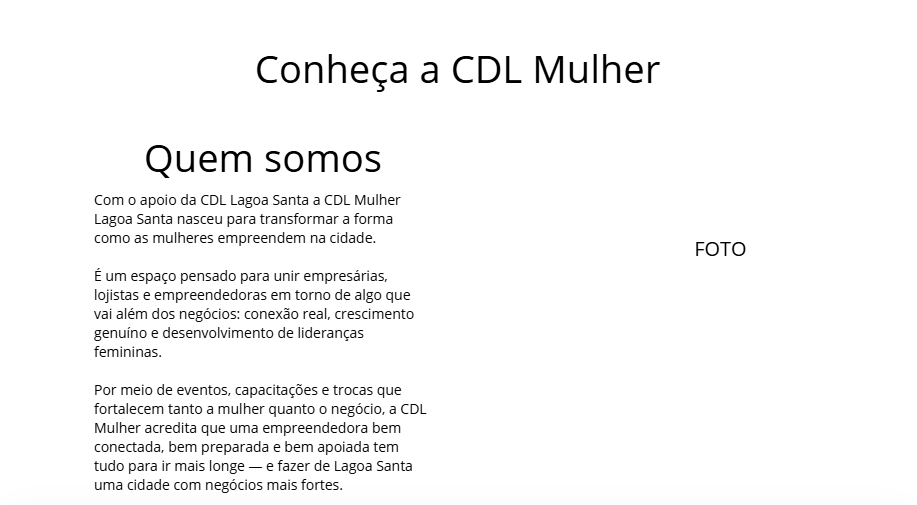 Conheça a CDL Mulher
Quem somos
Com o apoio da CDL Lagoa Santa a CDL Mulher
Lagoa Santa nasceu para transformar a forma
como as mulheres empreendem na cidade.
É um espaço pensado para unir empresárias,
lojistas e empreendedoras em torno de algo que
vai além dos negócios: conexão real, crescimento
genuíno e desenvolvimento de lideranças
femininas.
Por meio de eventos, capacitações e trocas que
fortalecem tanto a mulher quanto o negócio, a CDL
Mulher acredita que uma empreendedora bem
conectada, bem preparada e bem apoiada tem
tudo para ir mais longe — e fazer de Lagoa Santa
uma cidade com negócios mais fortes.
FOTO